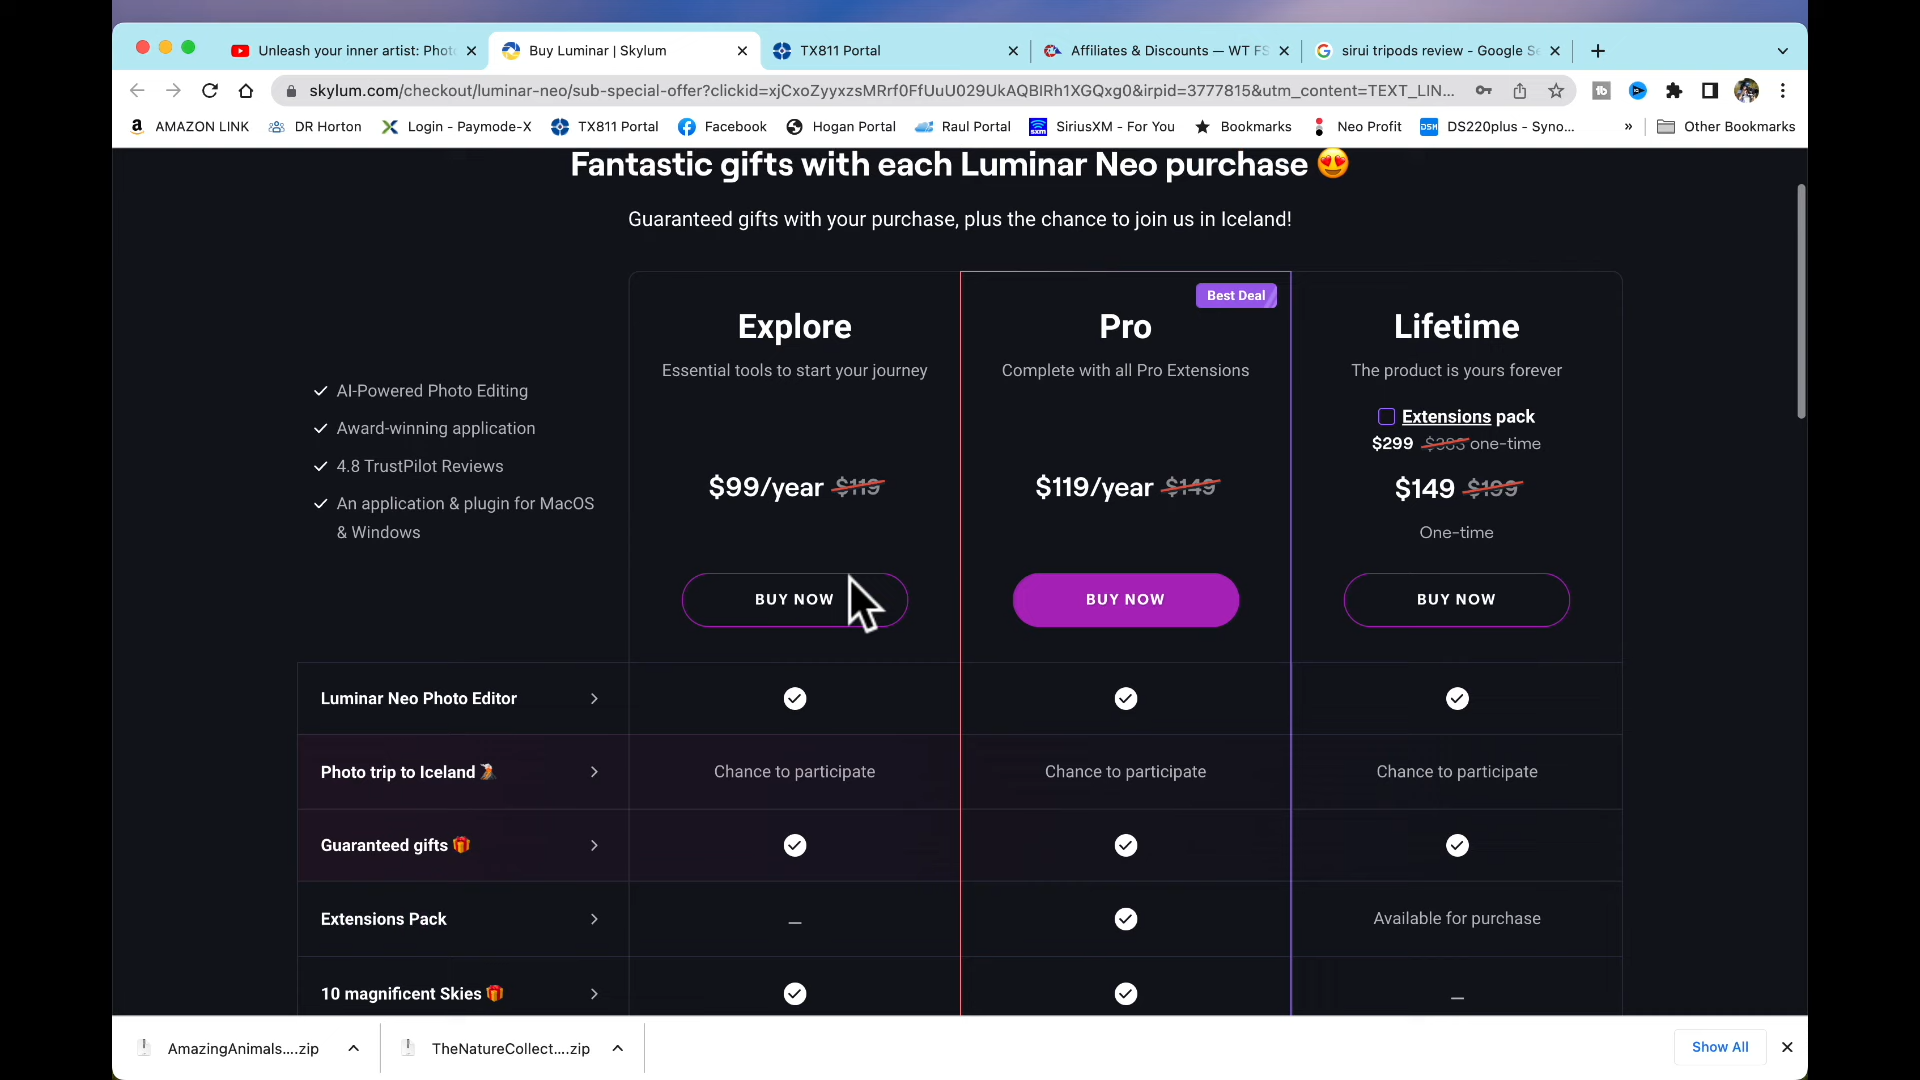 Unleash your inner artist: Phot
Buy Luminar | Skylum
TX811 Portal
Affiliates & Discounts — WT FS
sirui tripods review - Google Se
skylum.com/checkout/luminar-neo/sub-special-offer?clickid=xjCxoZyyxzsMRrf0FfUuU029UkAQBIRh1XGQxg0&irpid=3777815&utm_content=TEXT_LIN...
AMAZON LINK
DR Horton
Login - Paymode-X
TX811 Portal
Facebook
Hogan Portal
Raul Portal
SiriusXM - For You
Bookmarks
Neo Profit
DS220plus - Syno...
»
Other Bookmarks
Fantastic gifts with each Luminar Neo purchase 😍
Guaranteed gifts with your purchase, plus the chance to join us in Iceland!
AI-Powered Photo Editing
Award-winning application
4.8 TrustPilot Reviews
An application & plugin for MacOS
& Windows
Explore
Essential tools to start your journey
$99/year $119
BUY NOW
Best Deal
Pro
Complete with all Pro Extensions
$119/year $149
BUY NOW
Lifetime
The product is yours forever
Extensions pack
$299 one-time
$149 $199
One-time
BUY NOW
Luminar Neo Photo Editor
Photo trip to Iceland 🌋
Chance to participate
Chance to participate
Chance to participate
Guaranteed gifts 🎁
Extensions Pack
–
Available for purchase
10 magnificent Skies 🎁
–
AmazingAnimals....zip
TheNatureCollect....zip
Show All